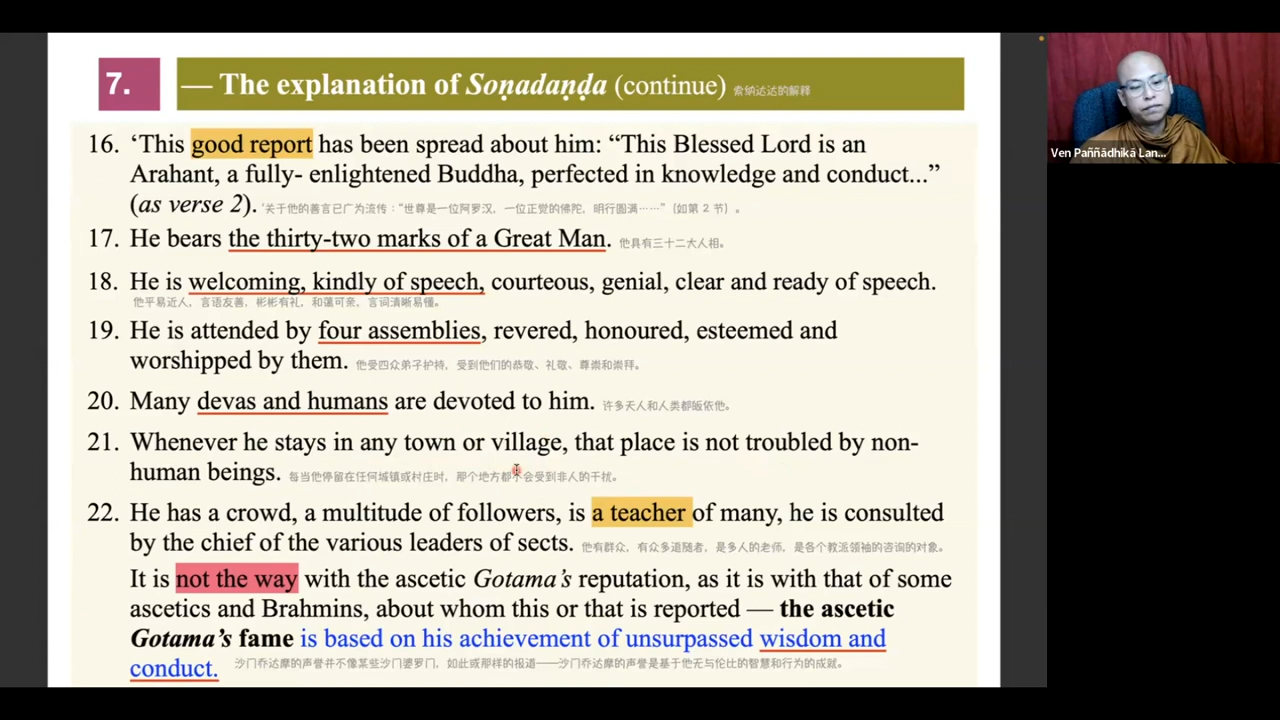 7.
— The explanation of Soṇadaṇḍa (continue) 索纳达达的解释
Ven Paññādhikā Lan...
16. ‘This good report has been spread about him: “This Blessed Lord is an
Arahant, a fully- enlightened Buddha, perfected in knowledge and conduct...”
(as verse 2). ‘关于他的善言已广为流传：“世尊是一位阿罗汉，一位正觉的佛陀，明行圆满……”（如第 2 节）。
17. He bears the thirty-two marks of a Great Man. 他具有三十二大人相。
18. He is welcoming, kindly of speech, courteous, genial, clear and ready of speech.
他平易近人，言语友善，彬彬有礼，和蔼可亲，言词清晰易懂。
19. He is attended by four assemblies, revered, honoured, esteemed and
worshipped by them. 他受四众弟子护持，受到他们的恭敬、礼敬、尊崇和崇拜。
20. Many devas and humans are devoted to him. 许多天人和人类都皈依他。
21. Whenever he stays in any town or village, that place is not troubled by non-
human beings. 每当他停留在任何城镇或村庄时，那个地方都不会受到非人的干扰。
22. He has a crowd, a multitude of followers, is a teacher of many, he is consulted
by the chief of the various leaders of sects. 他有群众，有众多追随者，是多人的老师，是各个教派领袖的咨询的对象。
It is not the way with the ascetic Gotama’s reputation, as it is with that of some
ascetics and Brahmins, about whom this or that is reported — the ascetic
Gotama’s fame is based on his achievement of unsurpassed wisdom and
conduct. 沙门乔达摩的声誉并不像某些沙门婆罗门，如此或那样的报道——沙门乔达摩的声誉是基于他无与伦比的智慧和行为的成就。